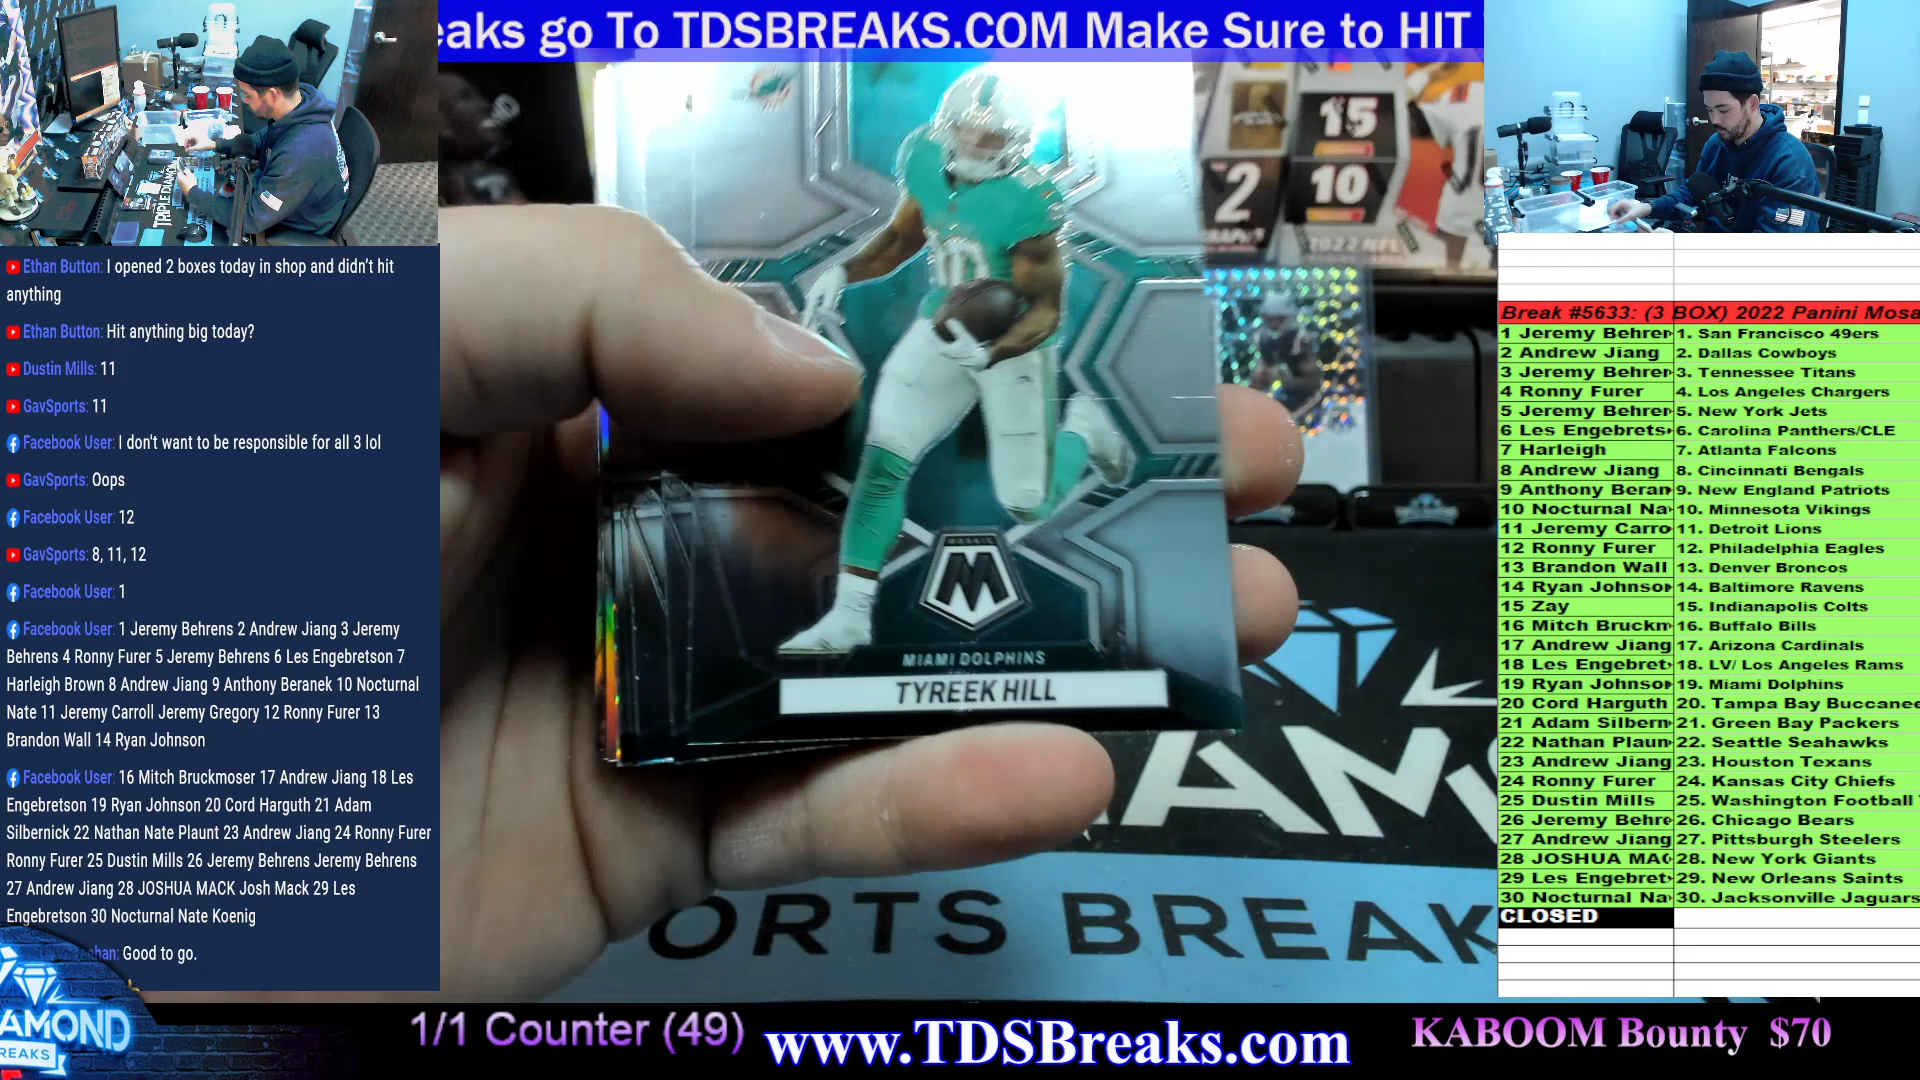 eaks go To TDSBREAKS.COM Make Sure to HIT
Ethan Button: I opened 2 boxes today in shop and didn't hit
anything
Ethan Button: Hit anything big today?
Dustin Mills: 11
GavSports: 11
Facebook User: I don't want to be responsible for all 3 lol
GavSports: Oops
Facebook User: 12
GavSports: 8, 11, 12
Facebook User: 1
Facebook User: 1 Jeremy Behrens 2 Andrew Jiang 3 Jeremy
Behrens 4 Ronny Furer 5 Jeremy Behrens 6 Les Engebretson 7
Harleigh Brown 8 Andrew Jiang 9 Anthony Beranek 10 Nocturnal
Nate 11 Jeremy Carroll Jeremy Gregory 12 Ronny Furer 13
Brandon Wall 14 Ryan Johnson
Facebook User: 16 Mitch Bruckmoser 17 Andrew Jiang 18 Les
Engebretson 19 Ryan Johnson 20 Cord Harguth 21 Adam
Silbernick 22 Nathan Nate Plaunt 23 Andrew Jiang 24 Ronny Furer
Ronny Furer 25 Dustin Mills 26 Jeremy Behrens Jeremy Behrens
27 Andrew Jiang 28 JOSHUA MACK Josh Mack 29 Les
Engebretson 30 Nocturnal Nate Koenig
han: Good to go.
AMOND
REAKS
15
2
10
2022 NFL
MOSAIC
M
MIAMI DOLPHINS
TYREEK HILL
AM
ORTS BREAK
Break #5633: (3 BOX) 2022 Panini Mosa
1 Jeremy Behren 1. San Francisco 49ers
2 Andrew Jiang 2. Dallas Cowboys
3 Jeremy Behren 3. Tennessee Titans
4 Ronny Furer 4. Los Angeles Chargers
5 Jeremy Behren 5. New York Jets
6 Les Engebrets 6. Carolina Panthers/CLE
7 Harleigh 7. Atlanta Falcons
8 Andrew Jiang 8. Cincinnati Bengals
9 Anthony Beran 9. New England Patriots
10 Nocturnal Na 10. Minnesota Vikings
11 Jeremy Carro 11. Detroit Lions
12 Ronny Furer 12. Philadelphia Eagles
13 Brandon Wall 13. Denver Broncos
14 Ryan Johnson 14. Baltimore Ravens
15 Zay 15. Indianapolis Colts
16 Mitch Bruckm 16. Buffalo Bills
17 Andrew Jiang 17. Arizona Cardinals
18 Les Engebret 18. LV/ Los Angeles Rams
19 Ryan Johnson 19. Miami Dolphins
20 Cord Harguth 20. Tampa Bay Buccanee
21 Adam Silbern 21. Green Bay Packers
22 Nathan Plaun 22. Seattle Seahawks
23 Andrew Jiang 23. Houston Texans
24 Ronny Furer 24. Kansas City Chiefs
25 Dustin Mills 25. Washington Football
26 Jeremy Behre 26. Chicago Bears
27 Andrew Jiang 27. Pittsburgh Steelers
28 JOSHUA MAC 28. New York Giants
29 Les Engebret 29. New Orleans Saints
30 Nocturnal Na 30. Jacksonville Jaguars
CLOSED
1/1 Counter (49)
www.TDSBreaks.com
KABOOM Bounty $70